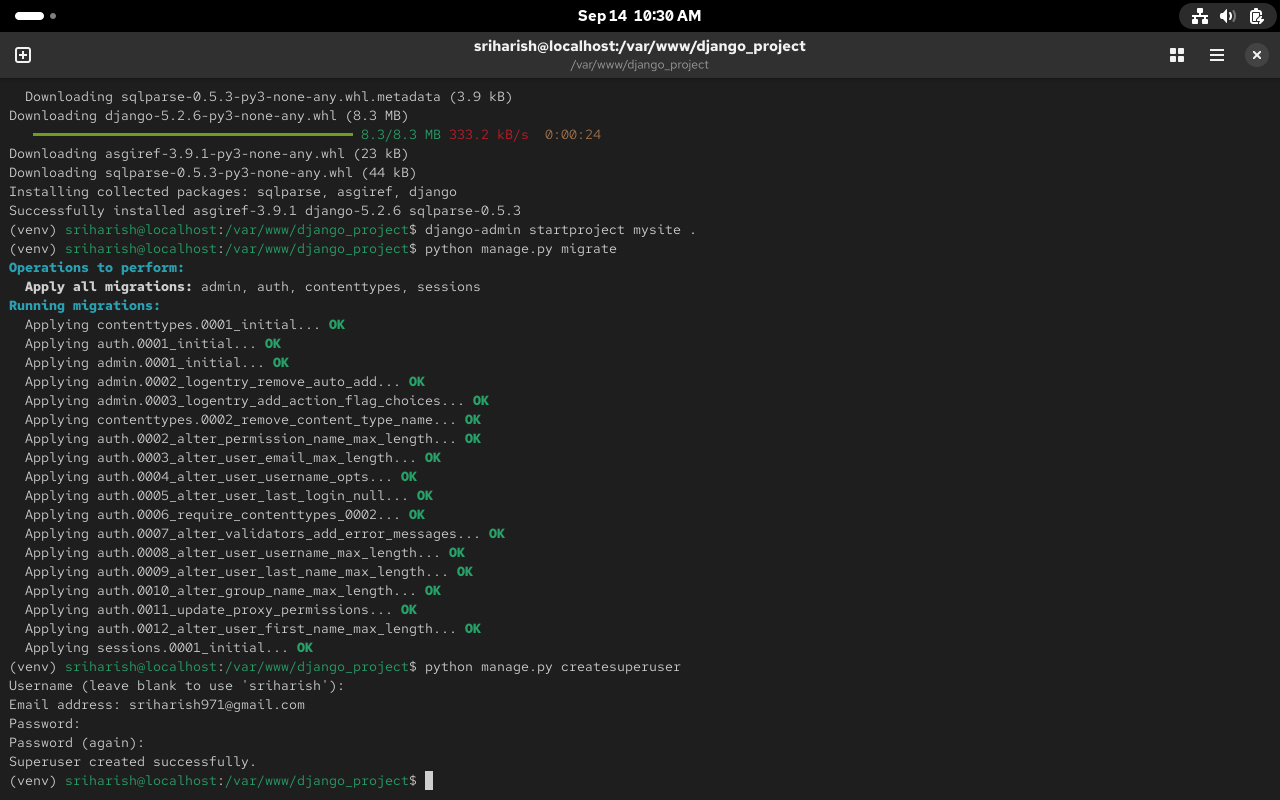 Sep 14 10:30 AM
sriharish@localhost:/var/www/django_project
/var/www/django_project
Downloading sqlparse-0.5.3-py3-none-any.whl.metadata (3.9 kB)
Downloading django-5.2.6-py3-none-any.whl (8.3 MB)
8.3/8.3 MB 333.2 kB/s 0:00:24
Downloading asgiref-3.9.1-py3-none-any.whl (23 kB)
Downloading sqlparse-0.5.3-py3-none-any.whl (44 kB)
Installing collected packages: sqlparse, asgiref, django
Successfully installed asgiref-3.9.1 django-5.2.6 sqlparse-0.5.3
(venv) sriharish@localhost:/var/www/django_project$ django-admin startproject mysite .
(venv) sriharish@localhost:/var/www/django_project$ python manage.py migrate
Operations to perform:
Apply all migrations: admin, auth, contenttypes, sessions
Running migrations:
Applying contenttypes.0001_initial... OK
Applying auth.0001_initial... OK
Applying admin.0001_initial... OK
Applying admin.0002_logentry_remove_auto_add... OK
Applying admin.0003_logentry_add_action_flag_choices... OK
Applying contenttypes.0002_remove_content_type_name... OK
Applying auth.0002_alter_permission_name_max_length... OK
Applying auth.0003_alter_user_email_max_length... OK
Applying auth.0004_alter_user_username_opts... OK
Applying auth.0005_alter_user_last_login_null... OK
Applying auth.0006_require_contenttypes_0002... OK
Applying auth.0007_alter_validators_add_error_messages... OK
Applying auth.0008_alter_user_username_max_length... OK
Applying auth.0009_alter_user_last_name_max_length... OK
Applying auth.0010_alter_group_name_max_length... OK
Applying auth.0011_update_proxy_permissions... OK
Applying auth.0012_alter_user_first_name_max_length... OK
Applying sessions.0001_initial... OK
(venv) sriharish@localhost:/var/www/django_project$ python manage.py createsuperuser
Username (leave blank to use 'sriharish'):
Email address: sriharish971@gmail.com
Password:
Password (again):
Superuser created successfully.
(venv) sriharish@localhost:/var/www/django_project$